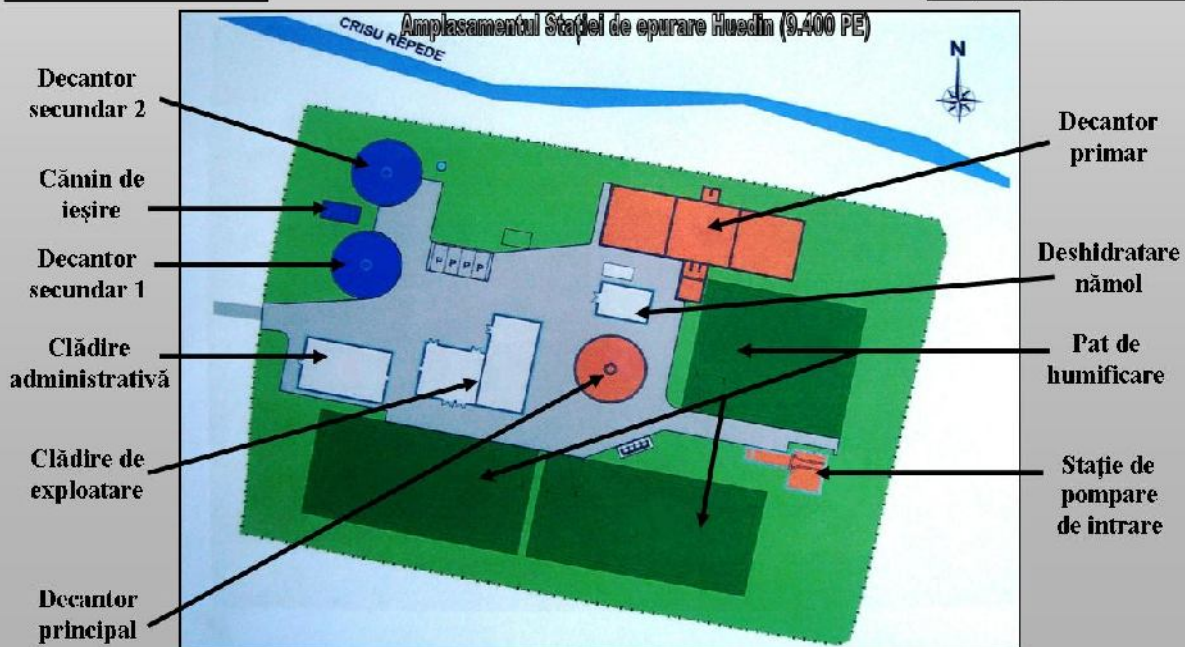 Amplasamentul Stației de epurare Huedin (9.400 PE)
CRISU REPEDE
N
Decantor
secundar 2
Cămin de
ieșire
Decantor
secundar 1
Clădire
administrativă
Clădire de
exploatare
Decantor
principal
P P P P
Decantor
primar
Deshidratare
nămol
Pat de
humificare
Stație de
pompare
de intrare